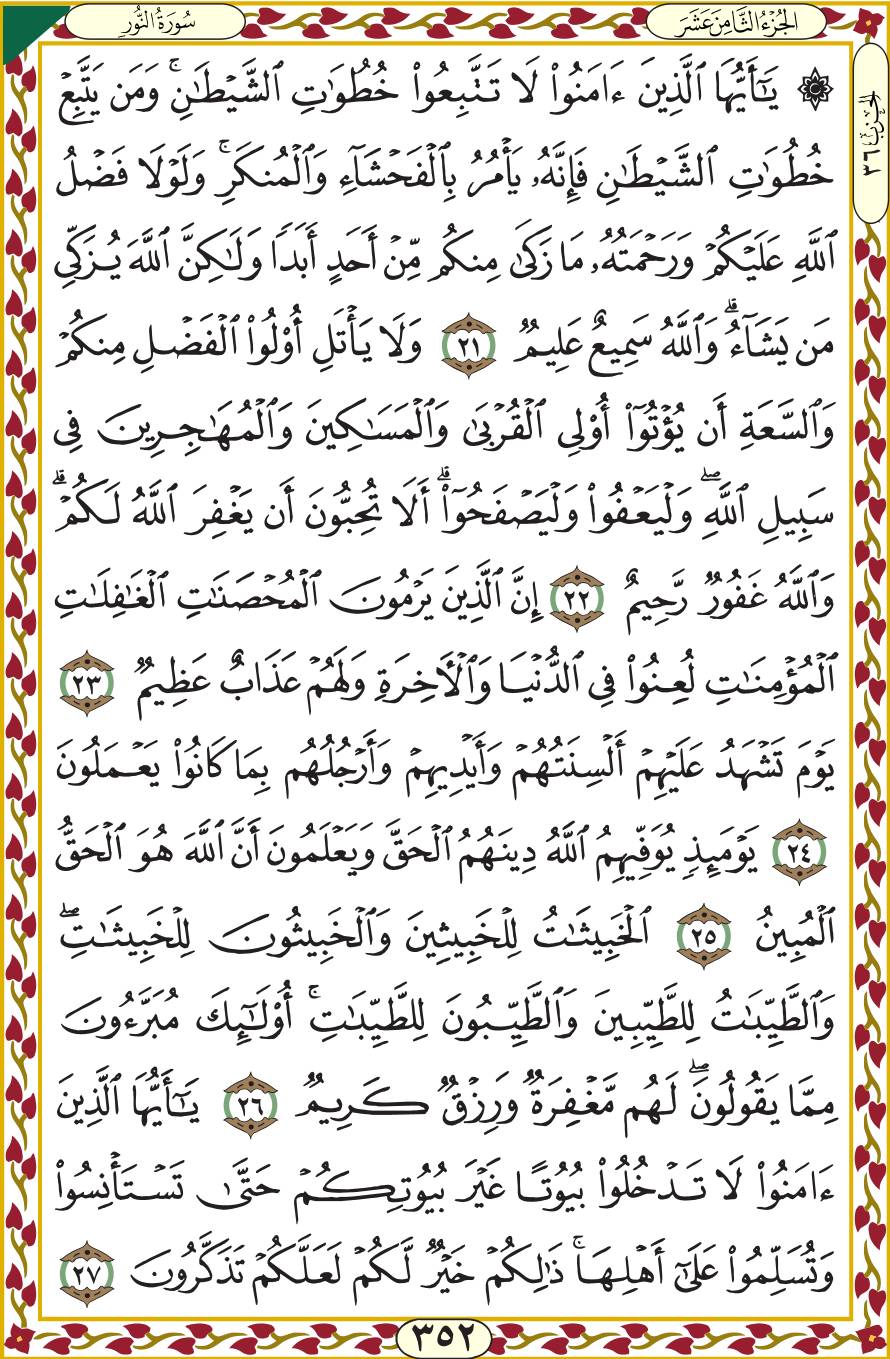 الجُزْءُ الثَّامِنَ عَشَرَ
سُورَةُ النُّور
الحِزْب ٣٦
۞ يَـٰٓأَيُّهَا ٱلَّذِينَ ءَامَنُوا۟ لَا تَتَّبِعُوا۟ خُطُوَٰتِ ٱلشَّيْطَـٰنِۚ وَمَن يَتَّبِعْ
خُطُوَٰتِ ٱلشَّيْطَـٰنِ فَإِنَّهُۥ يَأْمُرُ بِٱلْفَحْشَآءِ وَٱلْمُنكَرِۚ وَلَوْلَا فَضْلُ
ٱللَّهِ عَلَيْكُمْ وَرَحْمَتُهُۥ مَا زَكَىٰ مِنكُم مِّنْ أَحَدٍ أَبَدًا وَلَـٰكِنَّ ٱللَّهَ يُزَكِّى
مَن يَشَآءُۗ وَٱللَّهُ سَمِيعٌ عَلِيمٌ ٢١ وَلَا يَأْتَلِ أُو۟لُوا۟ ٱلْفَضْلِ مِنكُمْ
وَٱلسَّعَةِ أَن يُؤْتُوٓا۟ أُو۟لِى ٱلْقُرْبَىٰ وَٱلْمَسَـٰكِينَ وَٱلْمُهَـٰجِرِينَ فِى
سَبِيلِ ٱللَّهِۖ وَلْيَعْفُوا۟ وَلْيَصْفَحُوٓا۟ۗ أَلَا تُحِبُّونَ أَن يَغْفِرَ ٱللَّهُ لَكُمْۗ
وَٱللَّهُ غَفُورٌ رَّحِيمٌ ٢٢ إِنَّ ٱلَّذِينَ يَرْمُونَ ٱلْمُحْصَنَـٰتِ ٱلْغَـٰفِلَـٰتِ
ٱلْمُؤْمِنَـٰتِ لُعِنُوا۟ فِى ٱلدُّنْيَا وَٱلْـَٔاخِرَةِ وَلَهُمْ عَذَابٌ عَظِيمٌ ٢٣
يَوْمَ تَشْهَدُ عَلَيْهِمْ أَلْسِنَتُهُمْ وَأَيْدِيهِمْ وَأَرْجُلُهُم بِمَا كَانُوا۟ يَعْمَلُونَ
٢٤ يَوْمَئِذٍ يُوَفِّيهِمُ ٱللَّهُ دِينَهُمُ ٱلْحَقَّ وَيَعْلَمُونَ أَنَّ ٱللَّهَ هُوَ ٱلْحَقُّ
ٱلْمُبِينُ ٢٥ ٱلْخَبِيثَـٰتُ لِلْخَبِيثِينَ وَٱلْخَبِيثُونَ لِلْخَبِيثَـٰتِۖ
وَٱلطَّيِّبَـٰتُ لِلطَّيِّبِينَ وَٱلطَّيِّبُونَ لِلطَّيِّبَـٰتِۚ أُو۟لَـٰٓئِكَ مُبَرَّءُونَ
مِمَّا يَقُولُونَۖ لَهُم مَّغْفِرَةٌ وَرِزْقٌ كَرِيمٌ ٢٦ يَـٰٓأَيُّهَا ٱلَّذِينَ
ءَامَنُوا۟ لَا تَدْخُلُوا۟ بُيُوتًا غَيْرَ بُيُوتِكُمْ حَتَّىٰ تَسْتَأْنِسُوا۟
وَتُسَلِّمُوا۟ عَلَىٰٓ أَهْلِهَاۚ ذَٰلِكُمْ خَيْرٌ لَّكُمْ لَعَلَّكُمْ تَذَكَّرُونَ ٢٧
٣٥٢